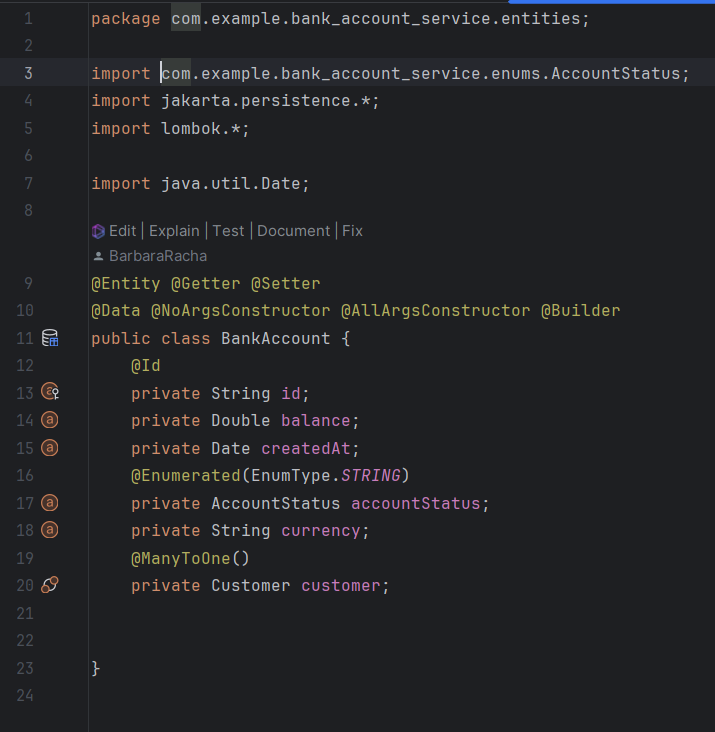 1 package com.example.bank_account_service.entities;
2
3 import com.example.bank_account_service.enums.AccountStatus;
4 import jakarta.persistence.*;
5 import lombok.*;
6
7 import java.util.Date;
8
Edit | Explain | Test | Document | Fix
BarbaraRacha
9 @Entity @Getter @Setter
10 @Data @NoArgsConstructor @AllArgsConstructor @Builder
11 public class BankAccount {
12 @Id
13 private String id;
14 private Double balance;
15 private Date createdAt;
16 @Enumerated(EnumType.STRING)
17 private AccountStatus accountStatus;
18 private String currency;
19 @ManyToOne()
20 private Customer customer;
21
22
23 }
24